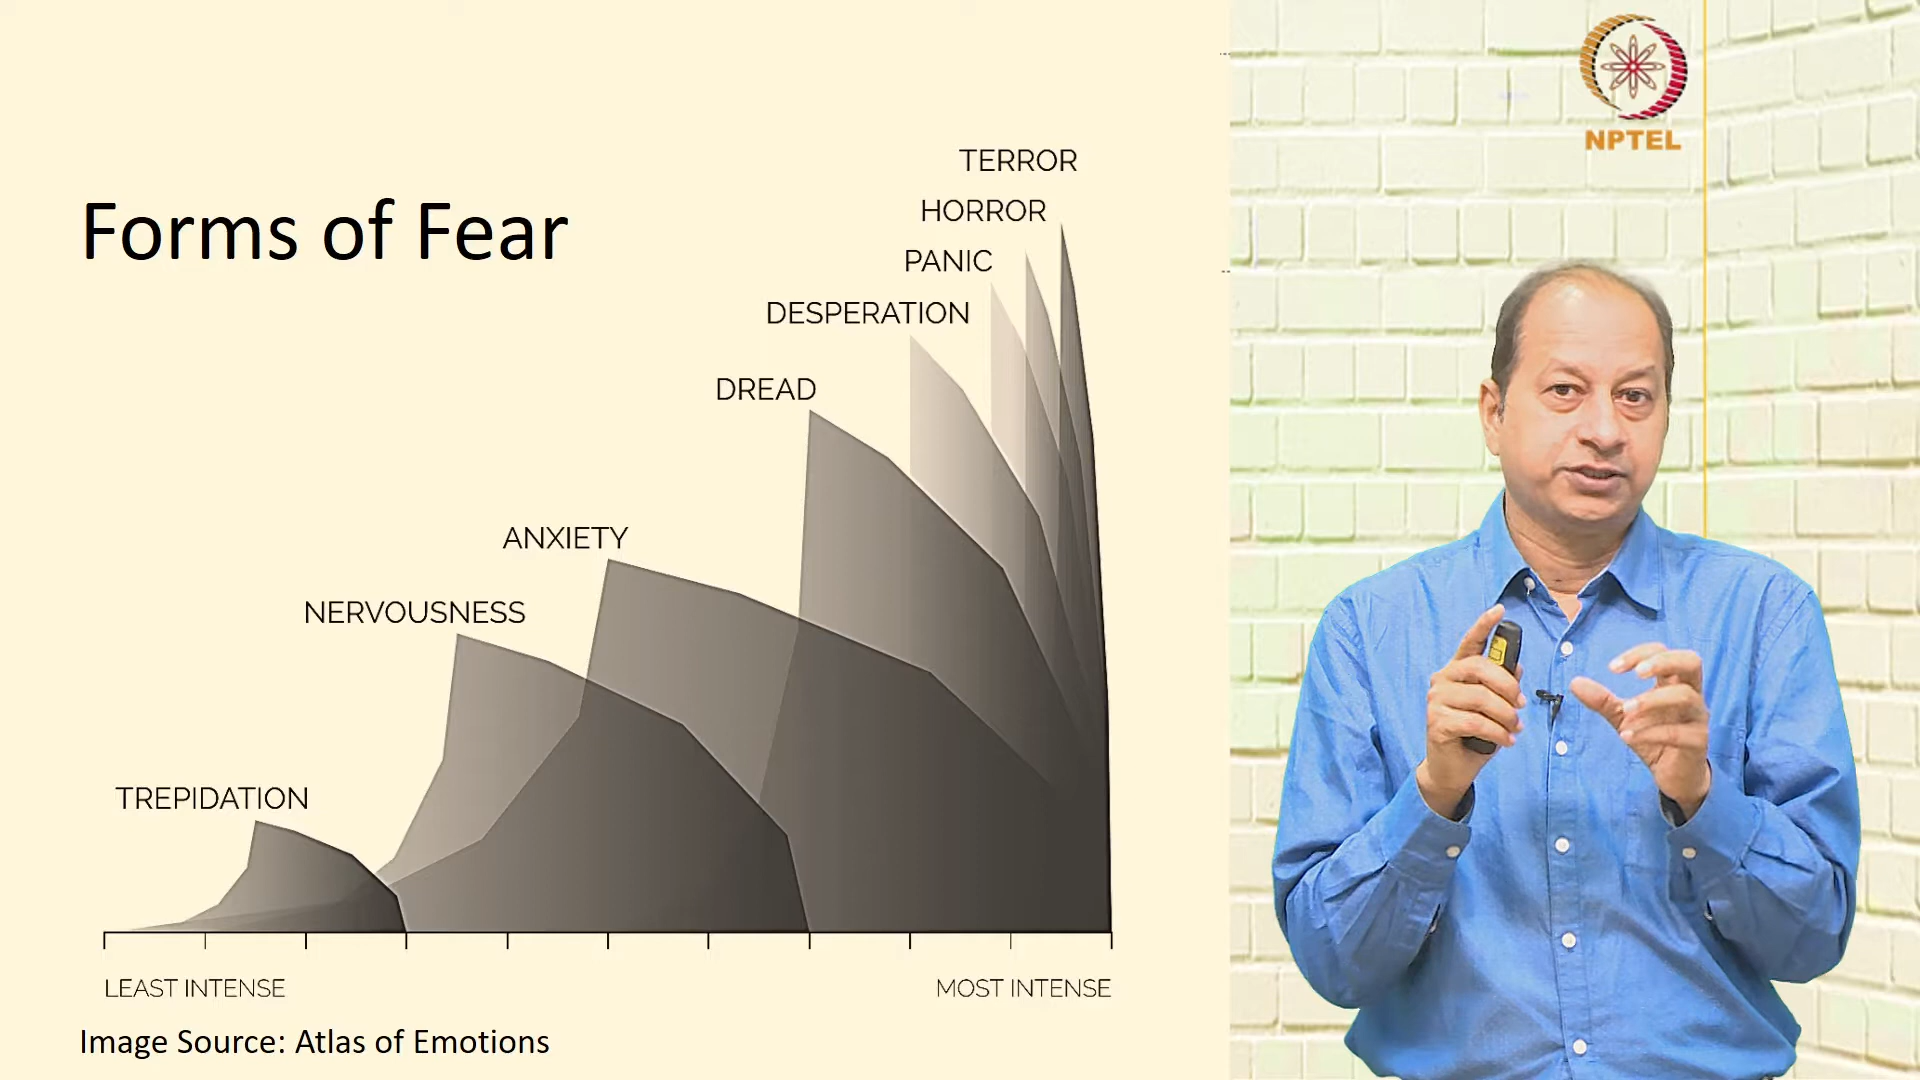 Forms of Fear
TERROR
HORROR
PANIC
DESPERATION
DREAD
ANXIETY
NERVOUSNESS
TREPIDATION
LEAST INTENSE
MOST INTENSE
Image Source: Atlas of Emotions
NPTEL